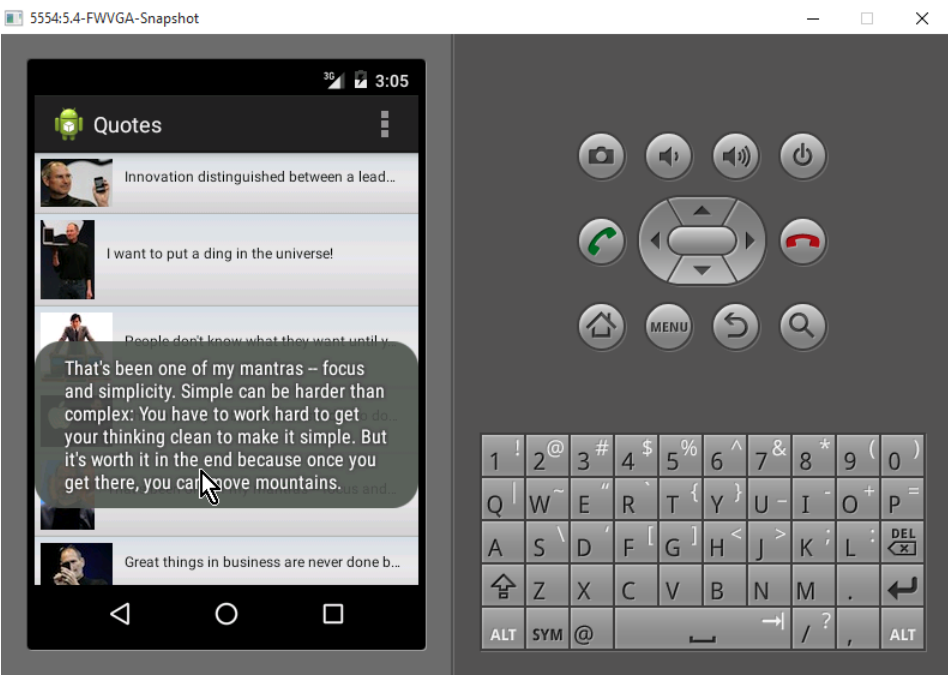 5554:5.4-FWVGA-Snapshot
3G 3:05
Quotes
Innovation distinguished between a lead…
I want to put a ding in the universe!
People don't know what they want until y…
That's been one of my mantras -- focus
and simplicity. Simple can be harder than
complex: You have to work hard to get
your thinking clean to make it simple. But
it's worth it in the end because once you
get there, you can move mountains.
Great things in business are never done b…
MENU
1 ! 2 @ 3 # 4 $ 5 % 6 ^ 7 & 8 * 9 ( 0 )
Q | W ~ E “ R ` T { Y } U _ I - O + P =
A S \ D ‘ F [ G ] H < J > K ; L : DEL
Z X C V B N M .
ALT SYM @ / ? , ALT